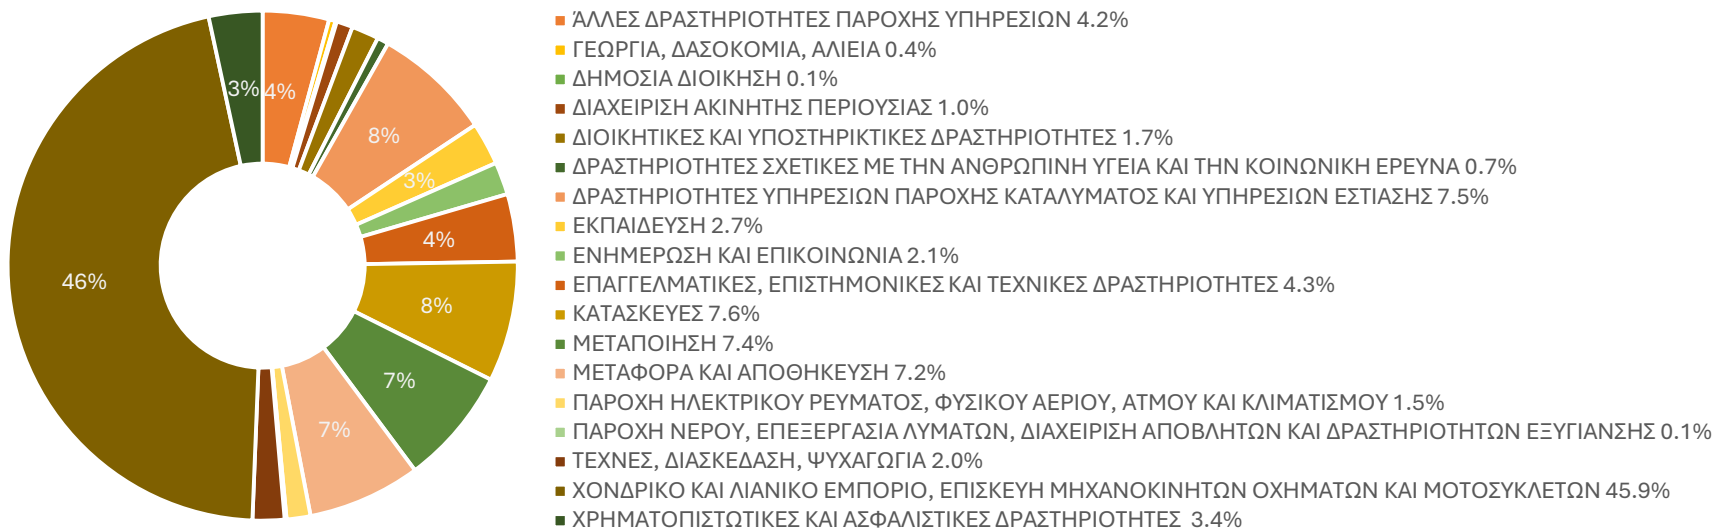 3%
4%
8%
3%
4%
8%
7%
7%
46%
ΆΛΛΕΣ ΔΡΑΣΤΗΡΙΟΤΗΤΕΣ ΠΑΡΟΧΗΣ ΥΠΗΡΕΣΙΩΝ 4.2%
ΓΕΩΡΓΙΑ, ΔΑΣΟΚΟΜΙΑ, ΑΛΙΕΙΑ 0.4%
ΔΗΜΟΣΙΑ ΔΙΟΙΚΗΣΗ 0.1%
ΔΙΑΧΕΙΡΙΣΗ ΑΚΙΝΗΤΗΣ ΠΕΡΙΟΥΣΙΑΣ 1.0%
ΔΙΟΙΚΗΤΙΚΕΣ ΚΑΙ ΥΠΟΣΤΗΡΙΚΤΙΚΕΣ ΔΡΑΣΤΗΡΙΟΤΗΤΕΣ 1.7%
ΔΡΑΣΤΗΡΙΟΤΗΤΕΣ ΣΧΕΤΙΚΕΣ ΜΕ ΤΗΝ ΑΝΘΡΩΠΙΝΗ ΥΓΕΙΑ ΚΑΙ ΤΗΝ ΚΟΙΝΩΝΙΚΗ ΕΡΕΥΝΑ 0.7%
ΔΡΑΣΤΗΡΙΟΤΗΤΕΣ ΥΠΗΡΕΣΙΩΝ ΠΑΡΟΧΗΣ ΚΑΤΑΛΥΜΑΤΟΣ ΚΑΙ ΥΠΗΡΕΣΙΩΝ ΕΣΤΙΑΣΗΣ 7.5%
ΕΚΠΑΙΔΕΥΣΗ 2.7%
ΕΝΗΜΕΡΩΣΗ ΚΑΙ ΕΠΙΚΟΙΝΩΝΙΑ 2.1%
ΕΠΑΓΓΕΛΜΑΤΙΚΕΣ, ΕΠΙΣΤΗΜΟΝΙΚΕΣ ΚΑΙ ΤΕΧΝΙΚΕΣ ΔΡΑΣΤΗΡΙΟΤΗΤΕΣ 4.3%
ΚΑΤΑΣΚΕΥΕΣ 7.6%
ΜΕΤΑΠΟΙΗΣΗ 7.4%
ΜΕΤΑΦΟΡΑ ΚΑΙ ΑΠΟΘΗΚΕΥΣΗ 7.2%
ΠΑΡΟΧΗ ΗΛΕΚΤΡΙΚΟΥ ΡΕΥΜΑΤΟΣ, ΦΥΣΙΚΟΥ ΑΕΡΙΟΥ, ΑΤΜΟΥ ΚΑΙ ΚΛΙΜΑΤΙΣΜΟΥ 1.5%
ΠΑΡΟΧΗ ΝΕΡΟΥ, ΕΠΕΞΕΡΓΑΣΙΑ ΛΥΜΑΤΩΝ, ΔΙΑΧΕΙΡΙΣΗ ΑΠΟΒΛΗΤΩΝ ΚΑΙ ΔΡΑΣΤΗΡΙΟΤΗΤΩΝ ΕΞΥΓΙΑΝΣΗΣ 0.1%
ΤΕΧΝΕΣ, ΔΙΑΣΚΕΔΑΣΗ, ΨΥΧΑΓΩΓΙΑ 2.0%
ΧΟΝΔΡΙΚΟ ΚΑΙ ΛΙΑΝΙΚΟ ΕΜΠΟΡΙΟ, ΕΠΙΣΚΕΥΗ ΜΗΧΑΝΟΚΙΝΗΤΩΝ ΟΧΗΜΑΤΩΝ ΚΑΙ ΜΟΤΟΣΥΚΛΕΤΩΝ 45.9%
ΧΡΗΜΑΤΟΠΙΣΤΩΤΙΚΕΣ ΚΑΙ ΑΣΦΑΛΙΣΤΙΚΕΣ ΔΡΑΣΤΗΡΙΟΤΗΤΕΣ 3.4%